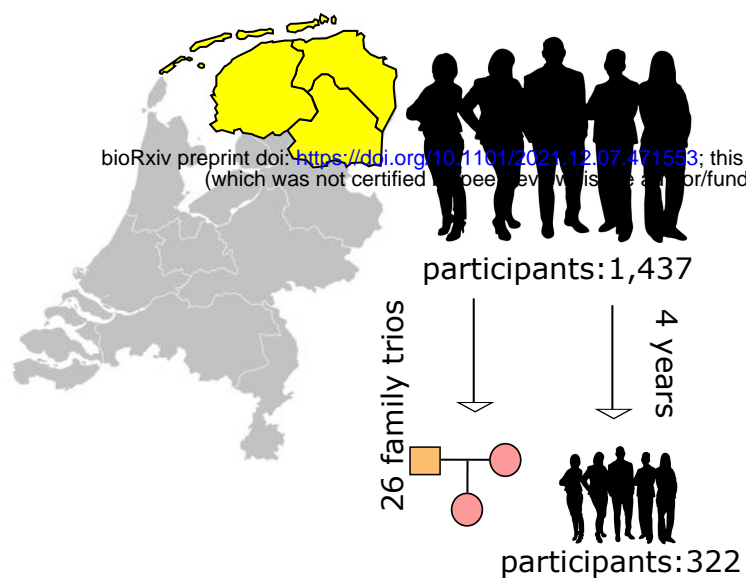 bioRxiv preprint doi: https://doi.org/10.1101/2021.12.07.471553; this
(which was not certified
participants:1,437
26 family trios
4 years
participants:322